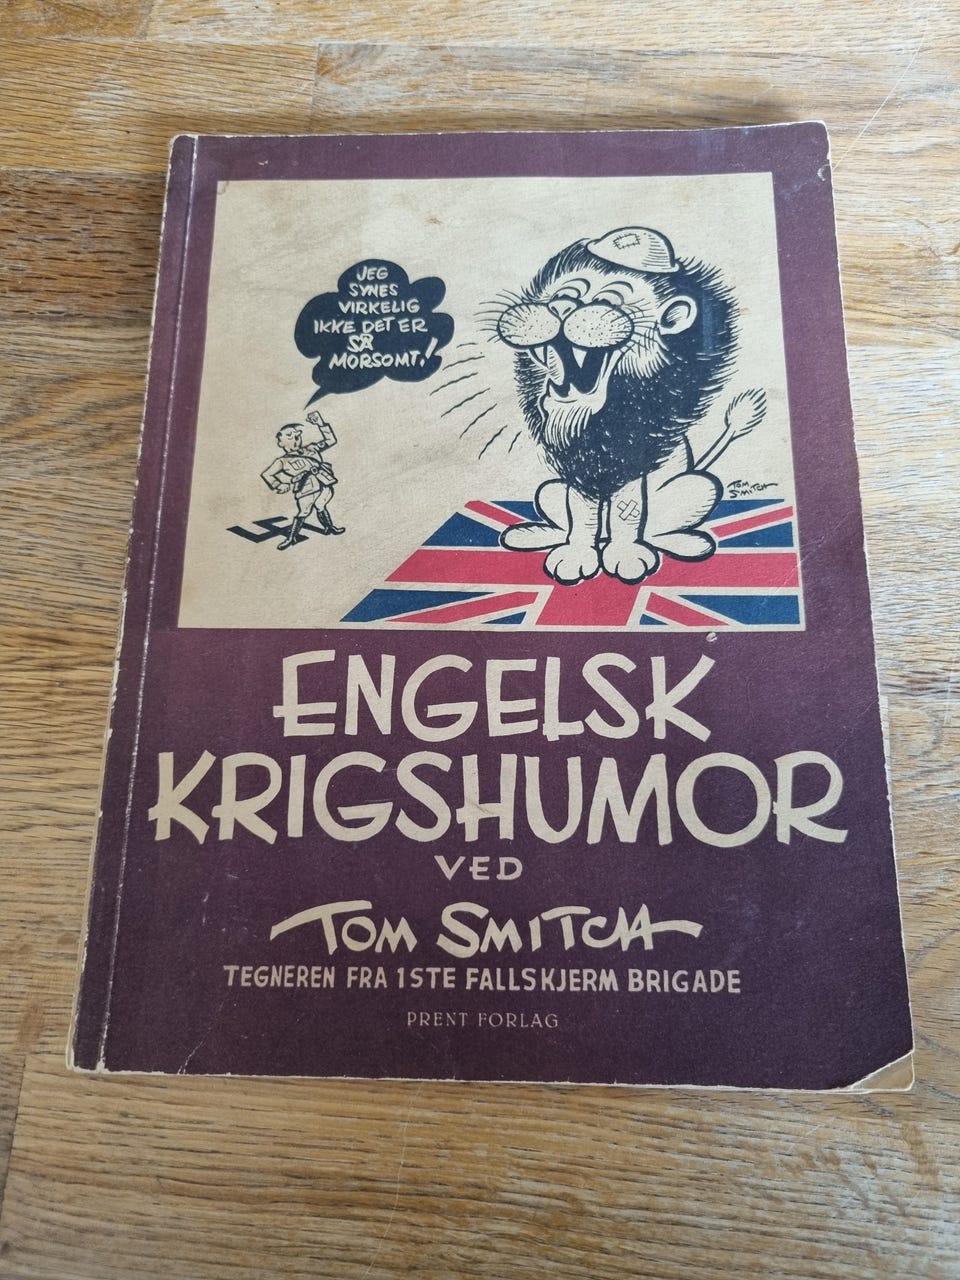 JEG
SYNES
VIRKELIG
IKKE DET ER
SÅ
MORSOMT!
TOM
SMITCH
ENGELSK
KRIGSHUMOR
VED
TOM SMITCH
TEGNEREN FRA 1STE FALLSKJERM BRIGADE
PRENT FORLAG